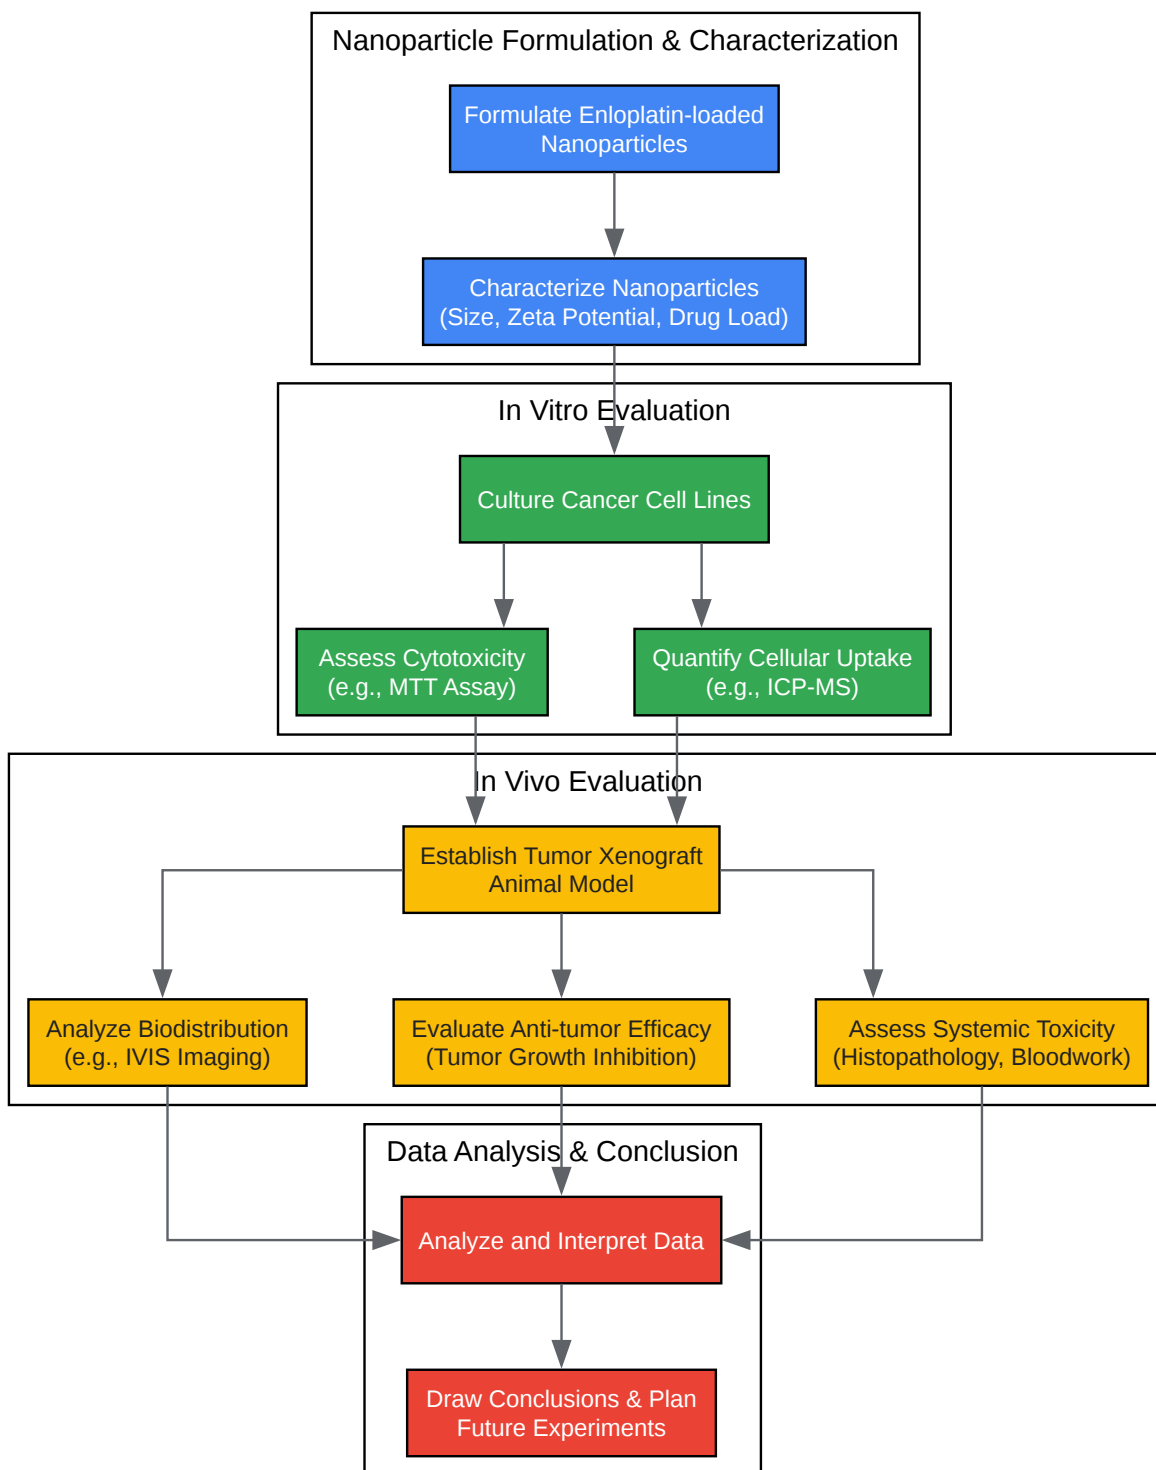 Nanoparticle Formulation & Characterization
Formulate Enloplatin-loaded
Nanoparticles
Characterize Nanoparticles
(Size, Zeta Potential, Drug Load)
In Vitro Evaluation
Culture Cancer Cell Lines
Assess Cytotoxicity
(e.g., MTT Assay)
Quantify Cellular Uptake
(e.g., ICP-MS)
In Vivo Evaluation
Establish Tumor Xenograft
Animal Model
Analyze Biodistribution
(e.g., IVIS Imaging)
Evaluate Anti-tumor Efficacy
(Tumor Growth Inhibition)
Assess Systemic Toxicity
(Histopathology, Bloodwork)
Data Analysis & Conclusion
Analyze and Interpret Data
Draw Conclusions & Plan
Future Experiments